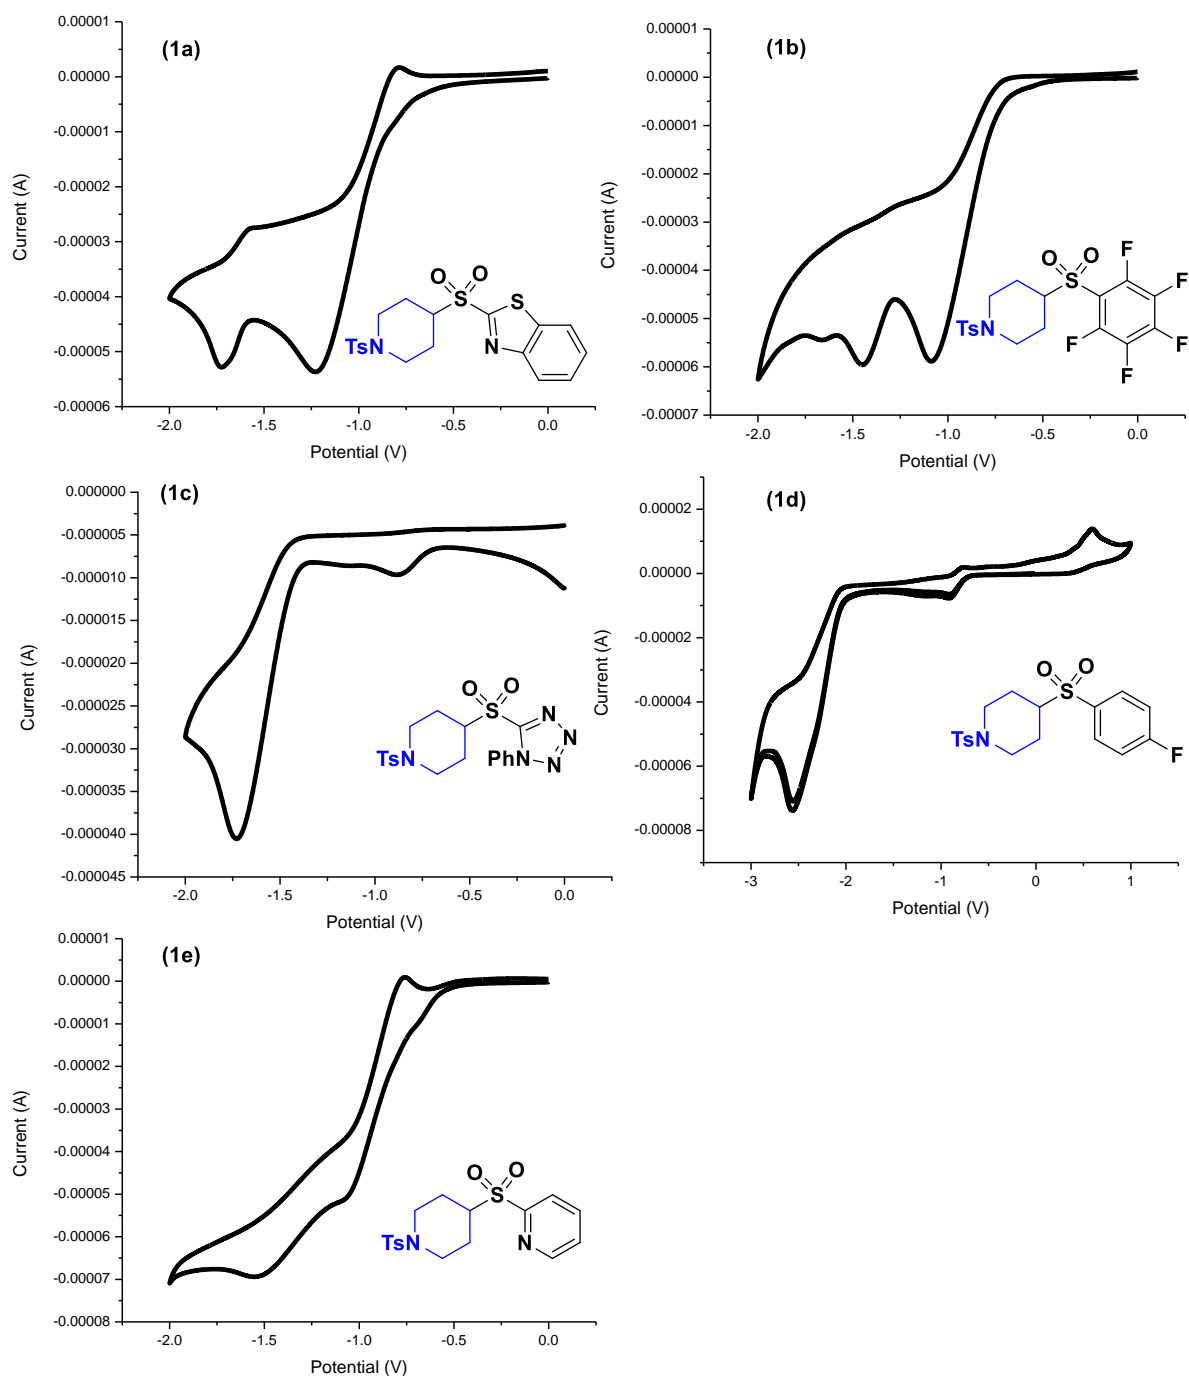 (1a)
0.00001
0.00000
-0.00001
-0.00002
-0.00003
-0.00004
-0.00005
-0.00006
Current (A)
-2.0 -1.5 -1.0 -0.5 0.0
Potential (V)
O O
S S
TsN N
(1b)
0.00001
0.00000
-0.00001
-0.00002
-0.00003
-0.00004
-0.00005
-0.00006
-0.00007
Current (A)
-2.0 -1.5 -1.0 -0.5 0.0
Potential (V)
O O F
S F
TsN
F F
F
(1c)
0.000000
-0.000005
-0.000010
-0.000015
-0.000020
-0.000025
-0.000030
-0.000035
-0.000040
-0.000045
Current (A)
-2.0 -1.5 -1.0 -0.5 0.0
Potential (V)
O O
S N
N
TsN PhN N
(1d)
0.00002
0.00000
-0.00002
-0.00004
-0.00006
-0.00008
Current (A)
-3 -2 -1 0 1
Potential (V)
O O
S
TsN
F
(1e)
0.00001
0.00000
-0.00001
-0.00002
-0.00003
-0.00004
-0.00005
-0.00006
-0.00007
-0.00008
Current (A)
-2.0 -1.5 -1.0 -0.5 0.0
Potential (V)
O O
S
TsN N